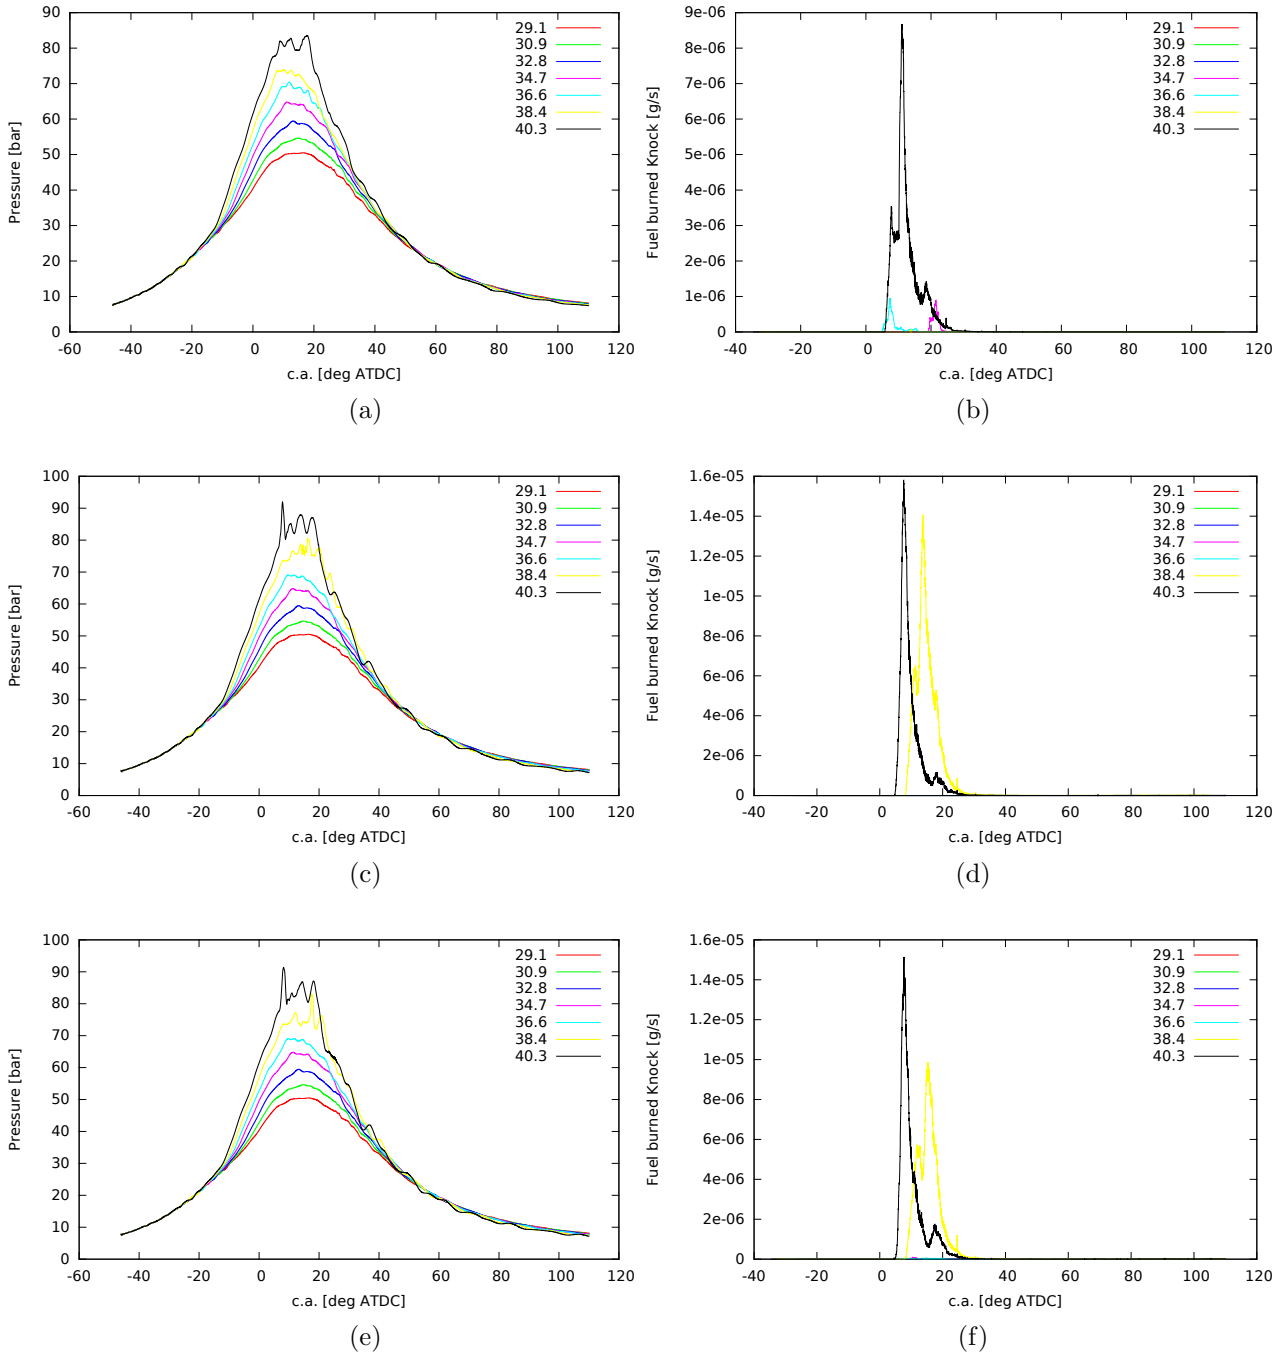 90
80
70
60
50
40
30
20
10
0
-60 -40 -20 0 20 40 60 80 100 120
Pressure [bar]
c.a. [deg ATDC]
29.1
30.9
32.8
34.7
36.6
38.4
40.3
(a)
9e-06
8e-06
7e-06
6e-06
5e-06
4e-06
3e-06
2e-06
1e-06
0
-40 -20 0 20 40 60 80 100 120
Fuel burned Knock [g/s]
c.a. [deg ATDC]
29.1
30.9
32.8
34.7
36.6
38.4
40.3
(b)
100
90
80
70
60
50
40
30
20
10
0
-60 -40 -20 0 20 40 60 80 100 120
Pressure [bar]
c.a. [deg ATDC]
29.1
30.9
32.8
34.7
36.6
38.4
40.3
(c)
1.6e-05
1.4e-05
1.2e-05
1e-05
8e-06
6e-06
4e-06
2e-06
0
-40 -20 0 20 40 60 80 100 120
Fuel burned Knock [g/s]
c.a. [deg ATDC]
29.1
30.9
32.8
34.7
36.6
38.4
40.3
(d)
100
90
80
70
60
50
40
30
20
10
0
-60 -40 -20 0 20 40 60 80 100 120
Pressure [bar]
c.a. [deg ATDC]
29.1
30.9
32.8
34.7
36.6
38.4
40.3
(e)
1.6e-05
1.4e-05
1.2e-05
1e-05
8e-06
6e-06
4e-06
2e-06
0
-40 -20 0 20 40 60 80 100 120
Fuel burned Knock [g/s]
c.a. [deg ATDC]
29.1
30.9
32.8
34.7
36.6
38.4
40.3
(f)